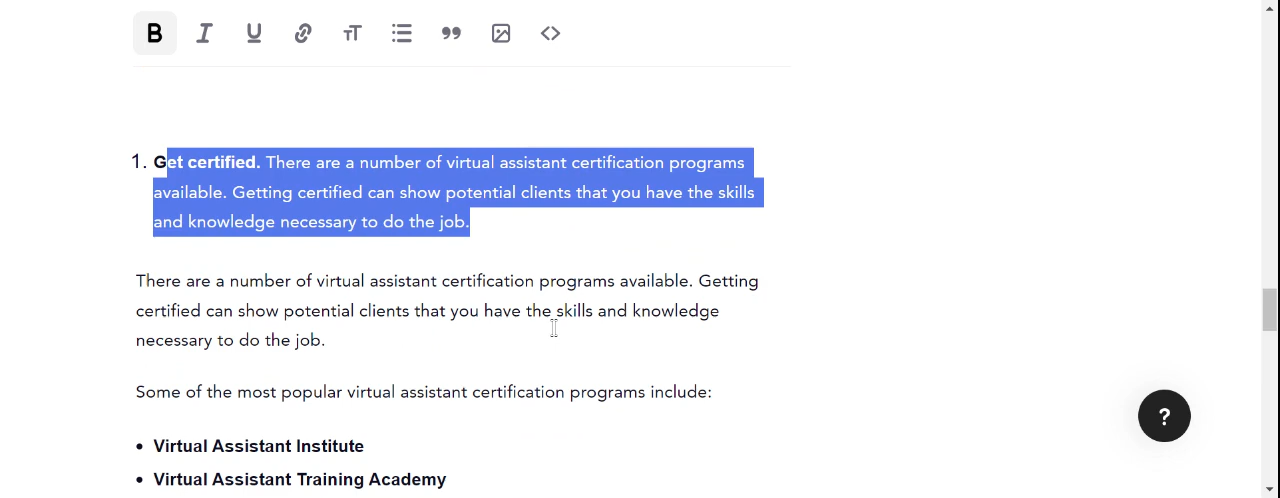 B I U TT 99 <>
1. Get certified. There are a number of virtual assistant certification programs
available. Getting certified can show potential clients that you have the skills
and knowledge necessary to do the job.
There are a number of virtual assistant certification programs available. Getting
certified can show potential clients that you have the skills and knowledge
necessary to do the job.
Some of the most popular virtual assistant certification programs include:
?
• Virtual Assistant Institute
• Virtual Assistant Training Academy